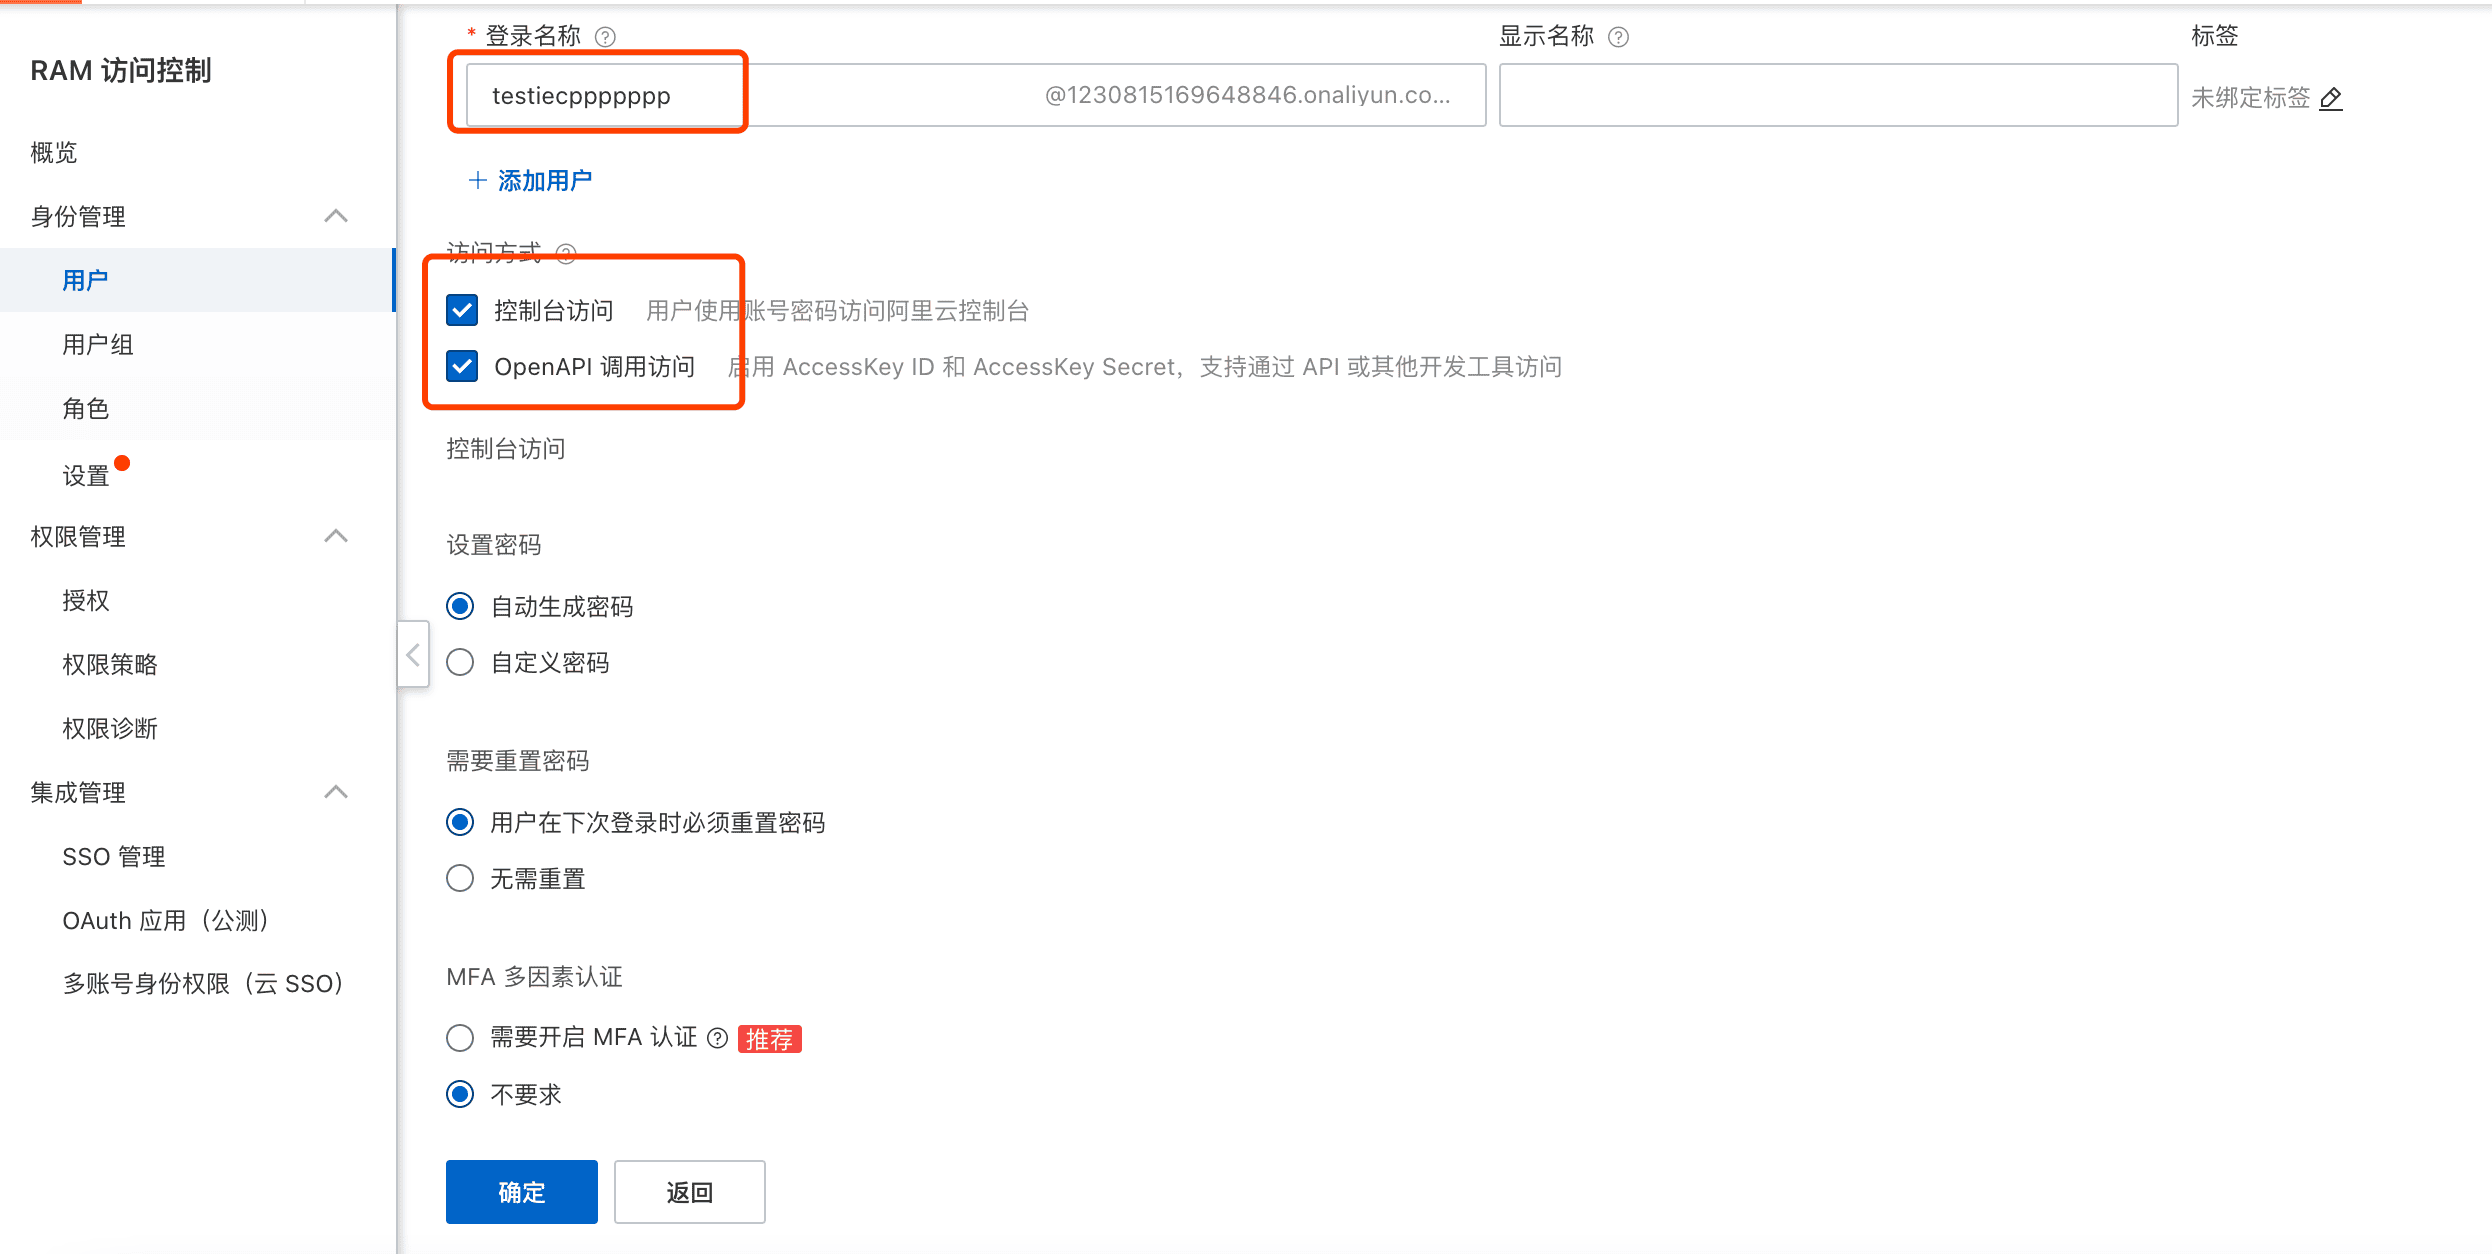 RAM 访问控制
概览
身份管理
用户
用户组
角色
设置
权限管理
授权
权限策略
权限诊断
集成管理
SSO 管理
OAuth 应用（公测）
多账号身份权限（云 SSO）
* 登录名称
显示名称
标签
testiecppppppp
@1230815169648846.onaliyun.co...
未绑定标签
+ 添加用户
访问方式
控制台访问 用户使用账号密码访问阿里云控制台
OpenAPI 调用访问 启用 AccessKey ID 和 AccessKey Secret，支持通过 API 或其他开发工具访问
控制台访问
设置密码
自动生成密码
自定义密码
需要重置密码
用户在下次登录时必须重置密码
无需重置
MFA 多因素认证
需要开启 MFA 认证 推荐
不要求
确定
返回